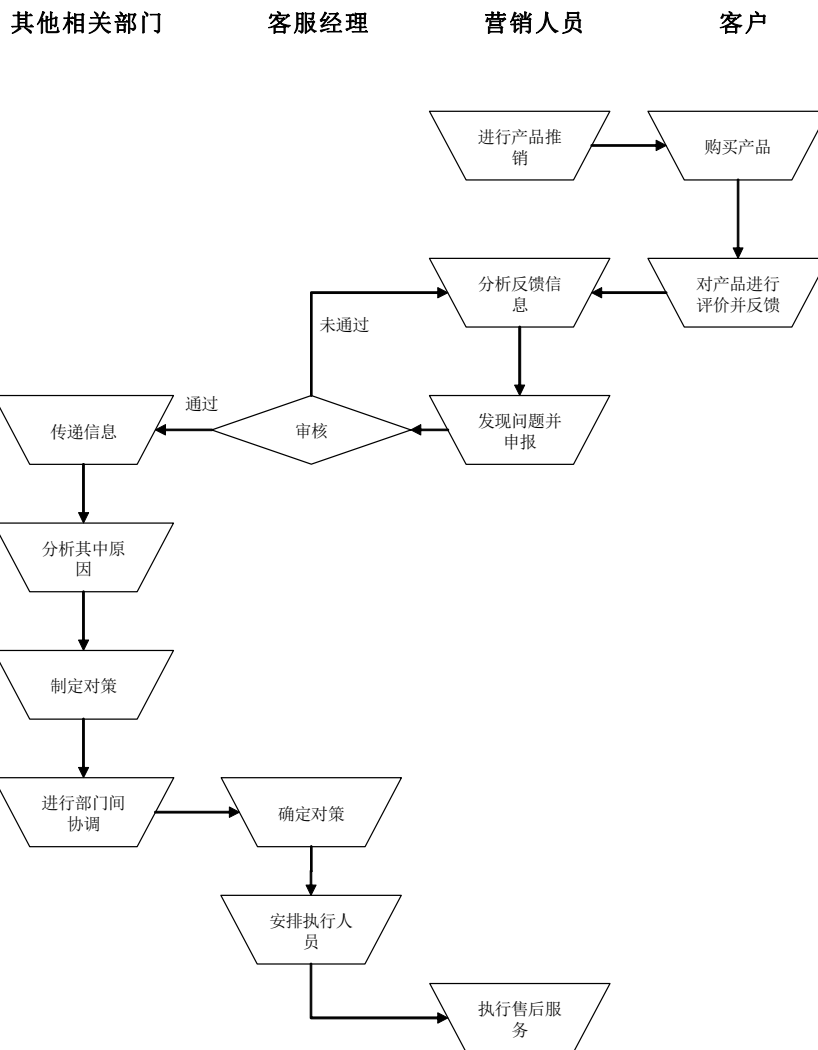 其他相关部门 客服经理 营销人员 客户
进行产品推
销
购买产品
分析反馈信
息
对产品进行
评价并反馈
未通过
通过
传递信息
审核
发现问题并
申报
分析其中原
因
制定对策
进行部门间
协调
确定对策
安排执行人
员
执行售后服
务